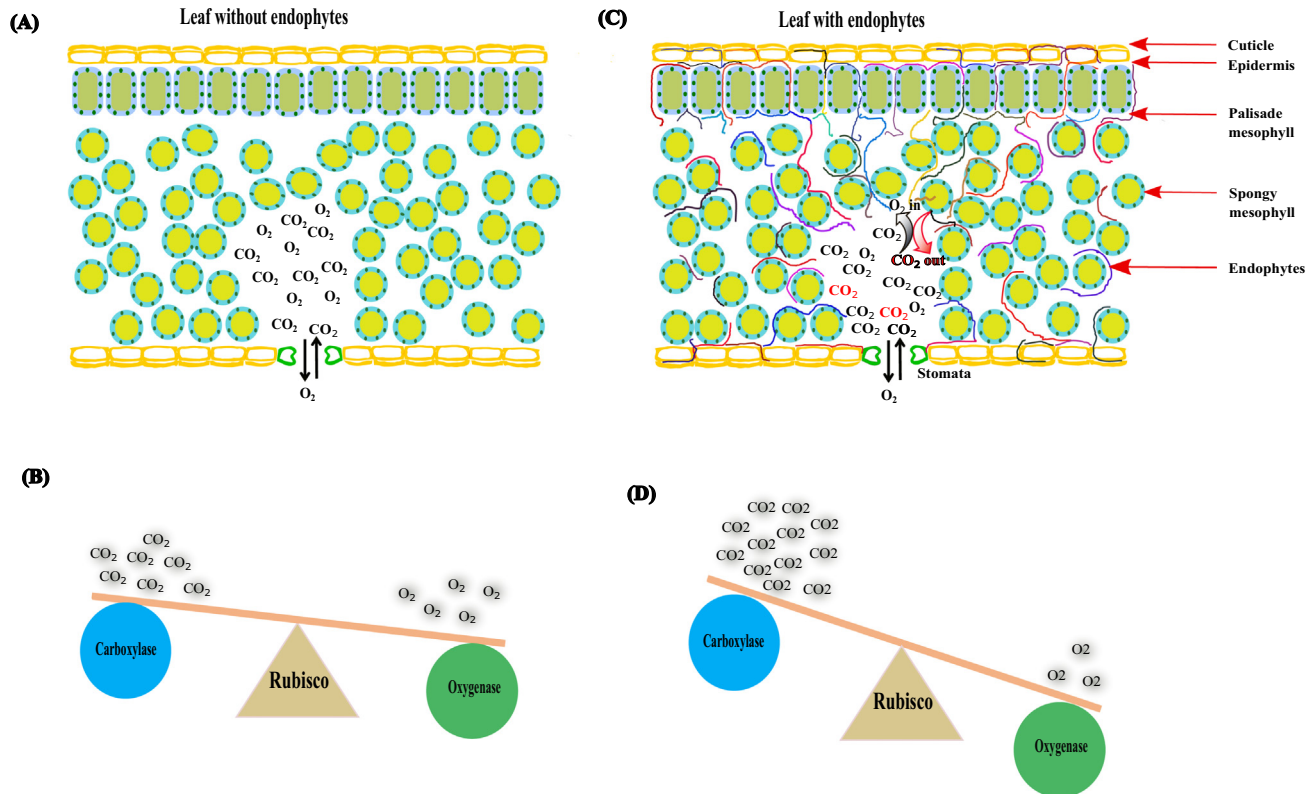 (A)
Leaf without endophytes
O₂
CO₂
O₂
CO₂
CO₂
O₂
CO₂
CO₂
CO₂
O₂
O₂
CO₂
CO₂
O₂
(C)
Leaf with endophytes
Cuticle
Epidermis
Palisade
mesophyll
Spongy
mesophyll
Endophytes
O₂ in
CO₂
CO₂ out
CO₂
O₂
CO₂
CO₂
CO₂
CO₂
O₂
CO₂
CO₂
CO₂
CO₂
Stomata
O₂
(B)
CO₂
CO₂
CO₂
CO₂
CO₂
CO₂
CO₂
O₂
O₂
O₂
O₂
O₂
Carboxylase
Rubisco
Oxygenase
(D)
CO2
CO2
CO2
CO2
CO2
CO2
CO2
CO2
CO2
CO2
CO2
CO2
O2
O2
O2
Carboxylase
Rubisco
Oxygenase